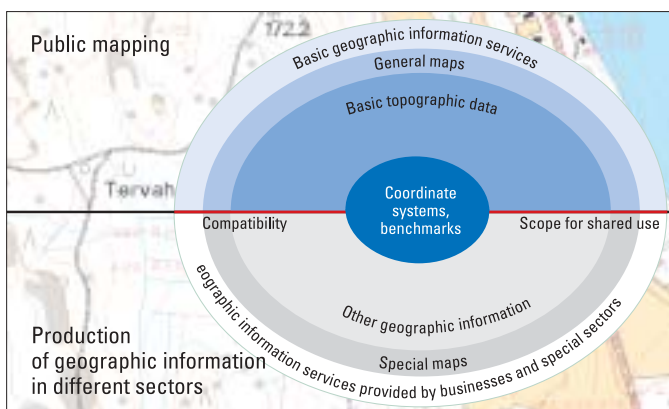 Public mapping
172.2
Basic geographic information services
General maps
Basic topographic data
Tervah
Coordinate
systems,
benchmarks
Compatibility
Scope for shared use
Other geographic information
Special maps
eographic information services provided by businesses and special sectors
Production
of geographic information
in different sectors